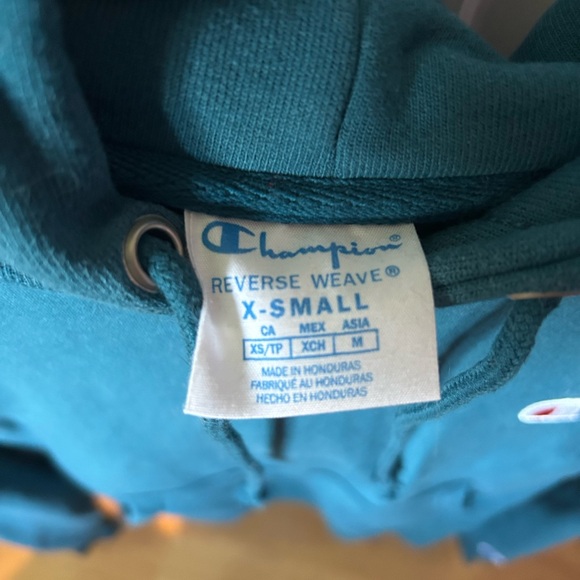 Champion®
REVERSE WEAVE®
X-SMALL
CA MEX ASIA
XS/TP XCH M
MADE IN HONDURAS
FABRIQUÉ AU HONDURAS
HECHO EN HONDURAS